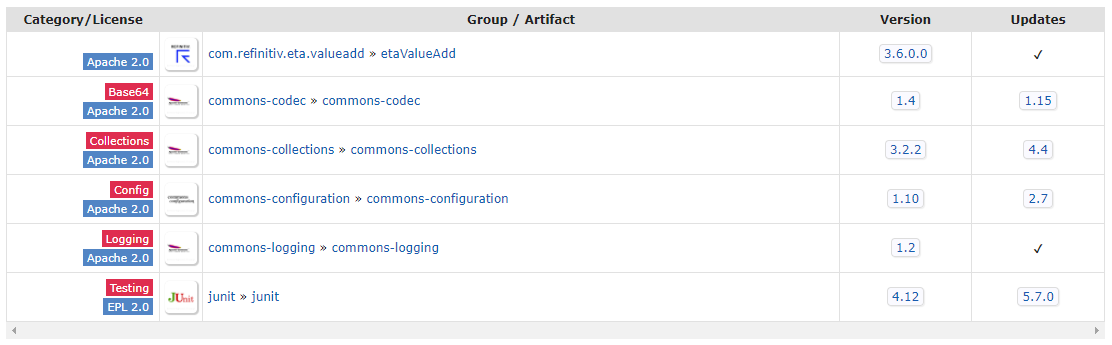 Category/License Group / Artifact Version Updates
Apache 2.0 com.refinitiv.eta.valueadd » etaValueAdd 3.6.0.0 ✓
Base64
Apache 2.0 commons-codec » commons-codec 1.4 1.15
Collections
Apache 2.0 commons-collections » commons-collections 3.2.2 4.4
Config
Apache 2.0 commons-configuration » commons-configuration 1.10 2.7
Logging
Apache 2.0 commons-logging » commons-logging 1.2 ✓
Testing
EPL 2.0 JUnit junit » junit 4.12 5.7.0